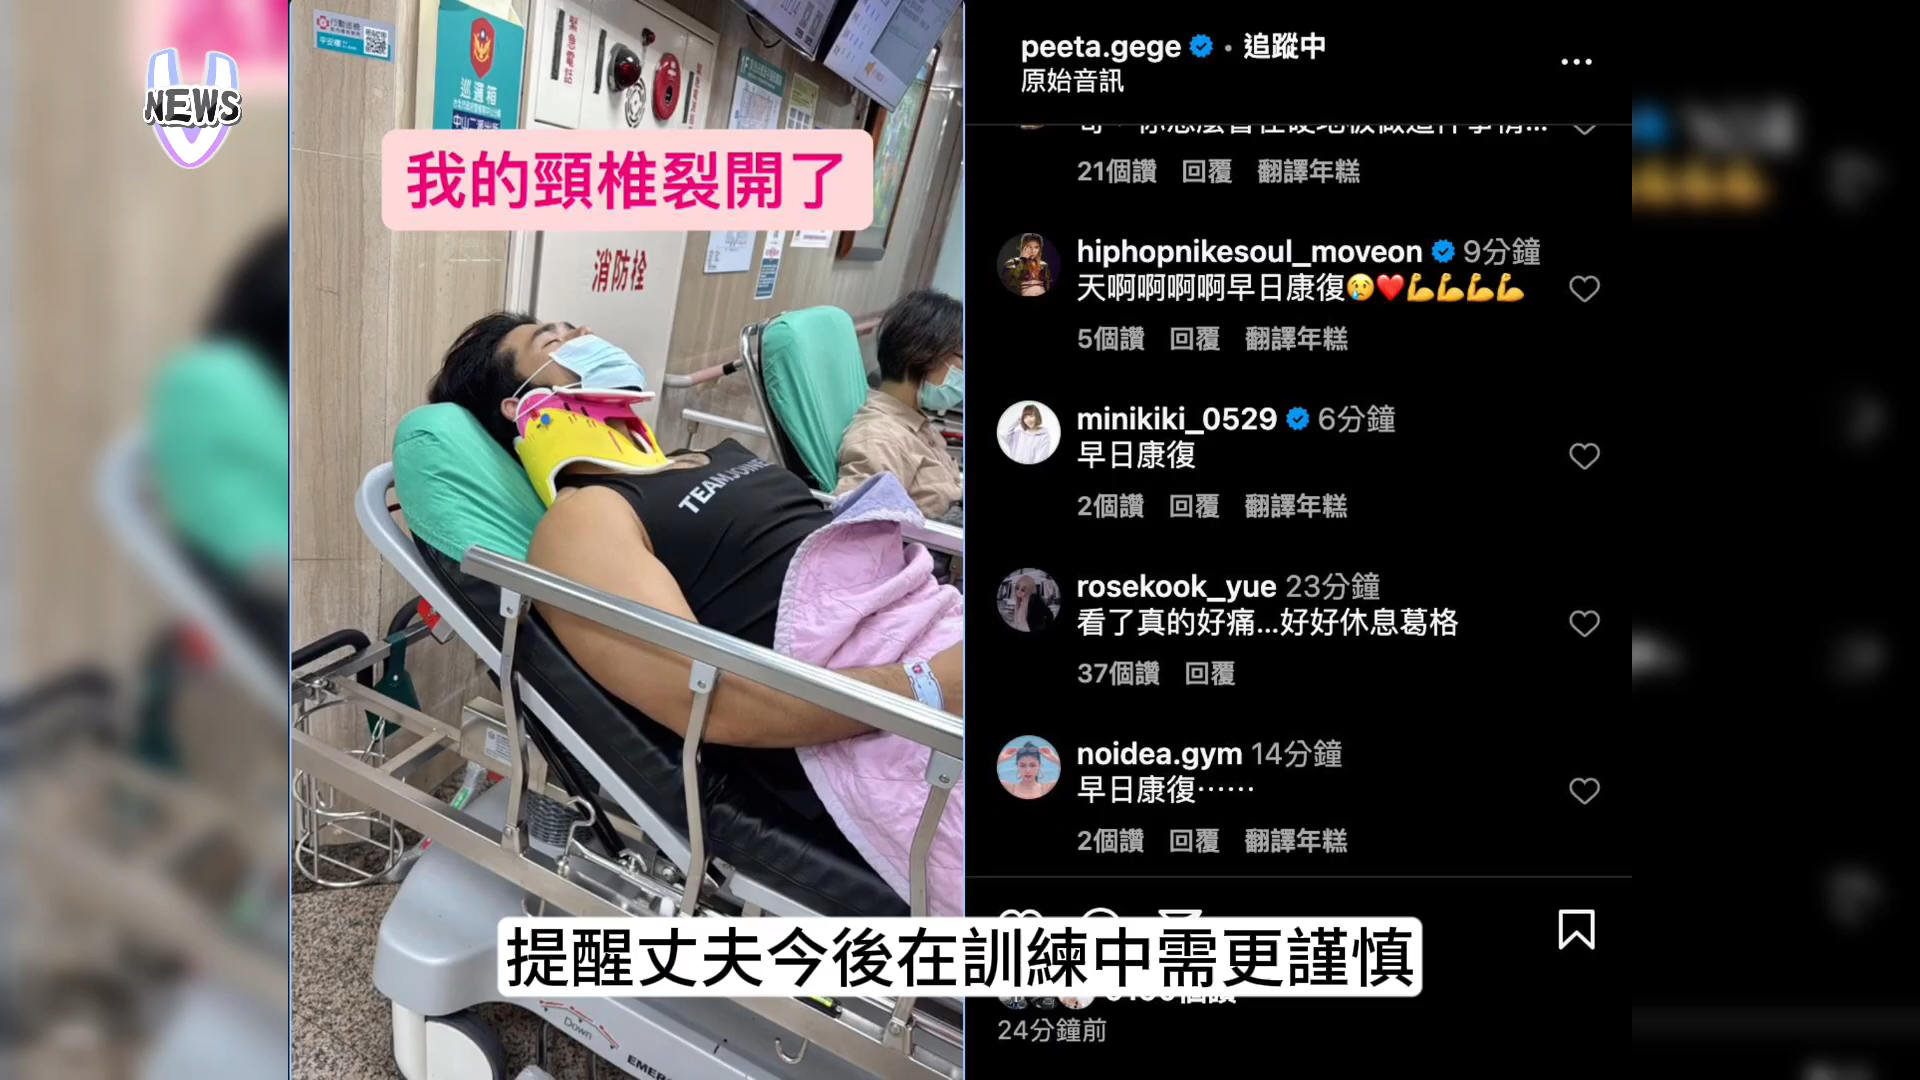 NEWS
行動巡檢
巡邏箱
我的頸椎裂開了
消防栓
TEAMJOINE
Down
peeta.gege • 追蹤中
原始音訊
21個讚 回覆 翻譯年糕
hiphopnikesoul_moveon 9分鐘
天啊啊啊啊早日康復😢❤️💪💪💪💪
5個讚 回覆 翻譯年糕
minikiki_0529 6分鐘
早日康復
2個讚 回覆 翻譯年糕
rosekook_yue 23分鐘
看了真的好痛...好好休息葛格
37個讚 回覆
noidea.gym 14分鐘
早日康復⋯⋯
2個讚 回覆 翻譯年糕
提醒丈夫今後在訓練中需更謹慎
24分鐘前